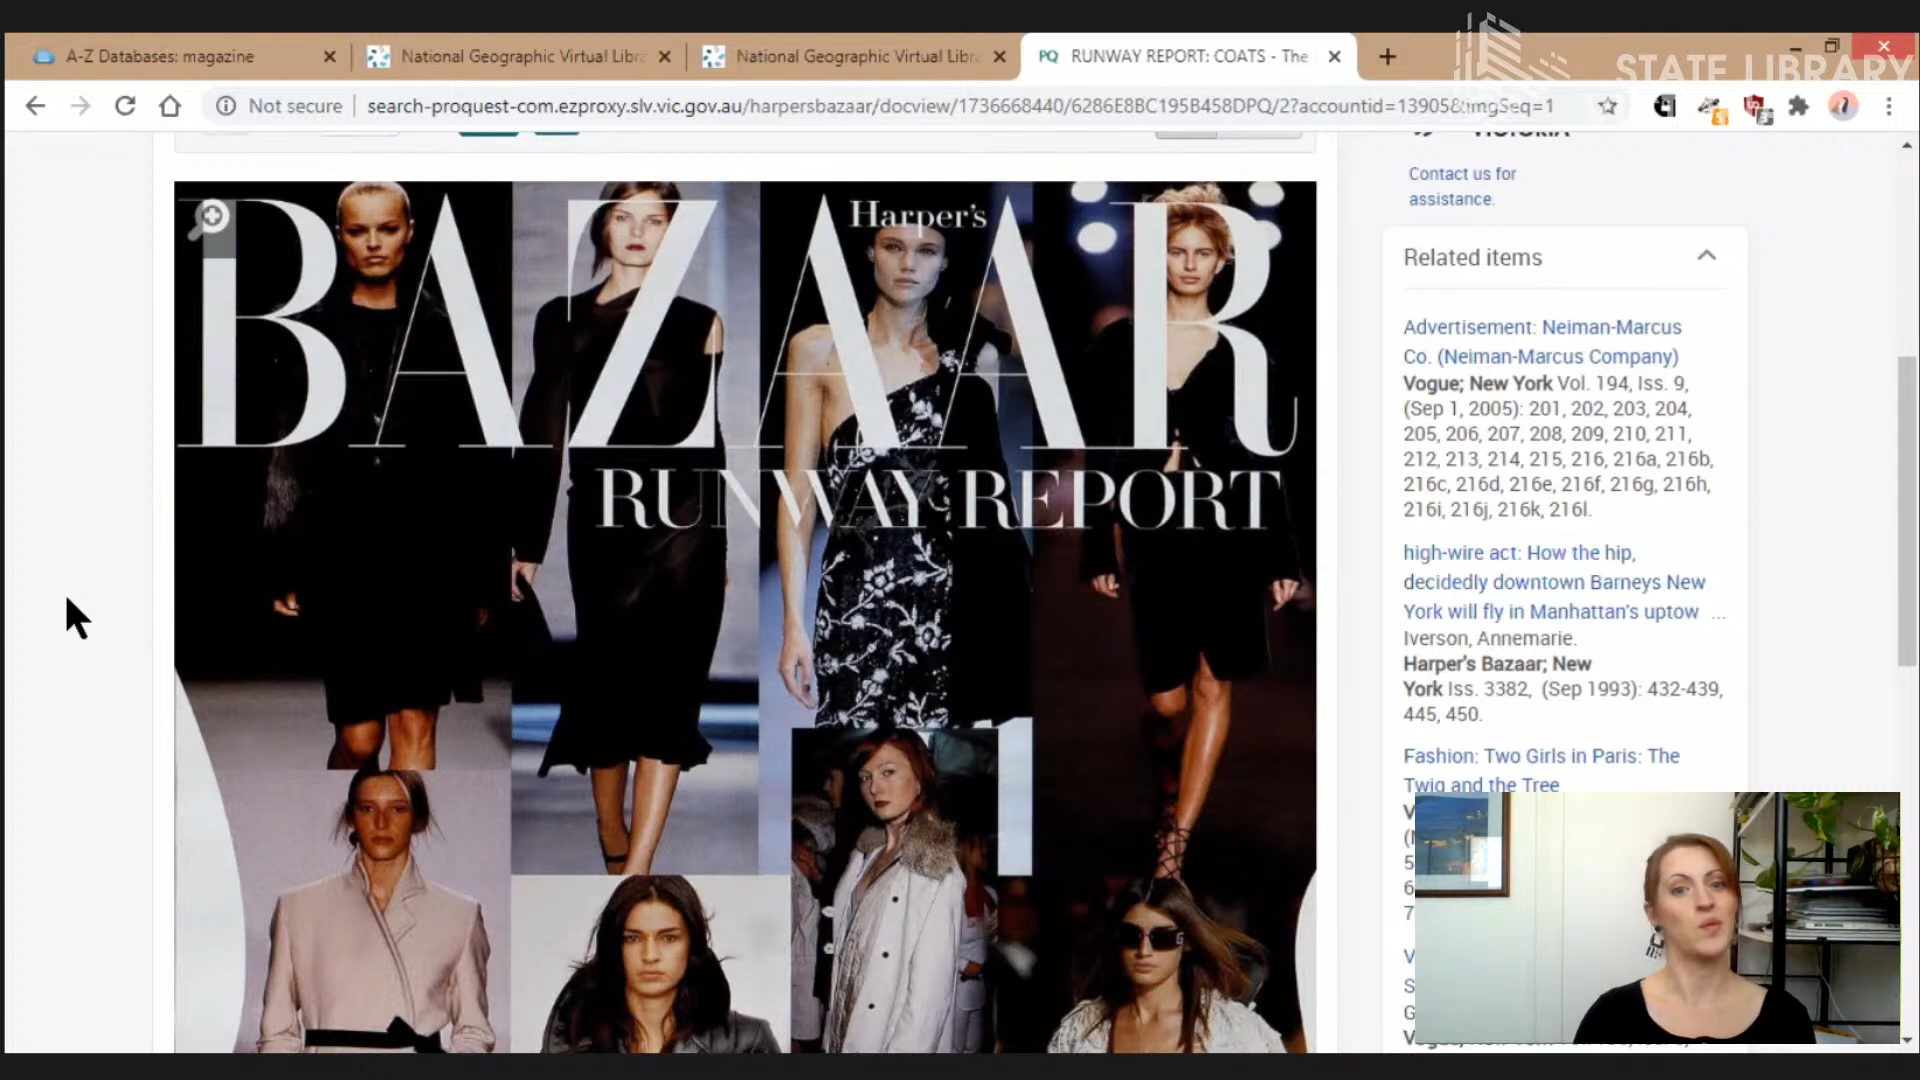 STATE LIBRARY
A-Z Databases: magazine
National Geographic Virtual Libr
National Geographic Virtual Libra
PQ RUNWAY REPORT: COATS - The
Not secure
search-proquest-com.ezproxy.slv.vic.gov.au/harpersbazaar/docview/1736668440/6286E8BC195B458DPQ/2?accountid=13905&imgSeq=1
BAZAAR
Harper's
RUNWAY REPORT
VICTORIA
Contact us for
assistance.
Related items
Advertisement: Neiman-Marcus
Co. (Neiman-Marcus Company)
Vogue; New York Vol. 194, Iss. 9,
(Sep 1, 2005): 201, 202, 203, 204,
205, 206, 207, 208, 209, 210, 211,
212, 213, 214, 215, 216, 216a, 216b,
216c, 216d, 216e, 216f, 216g, 216h,
216i, 216j, 216k, 216l.
high-wire act: How the hip,
decidedly downtown Barneys New
York will fly in Manhattan's uptow ...
Iverson, Annemarie.
Harper's Bazaar; New
York Iss. 3382, (Sep 1993): 432-439,
445, 450.
Fashion: Two Girls in Paris: The
Twig and the Tree
V
(
5
6
7
V
S
G